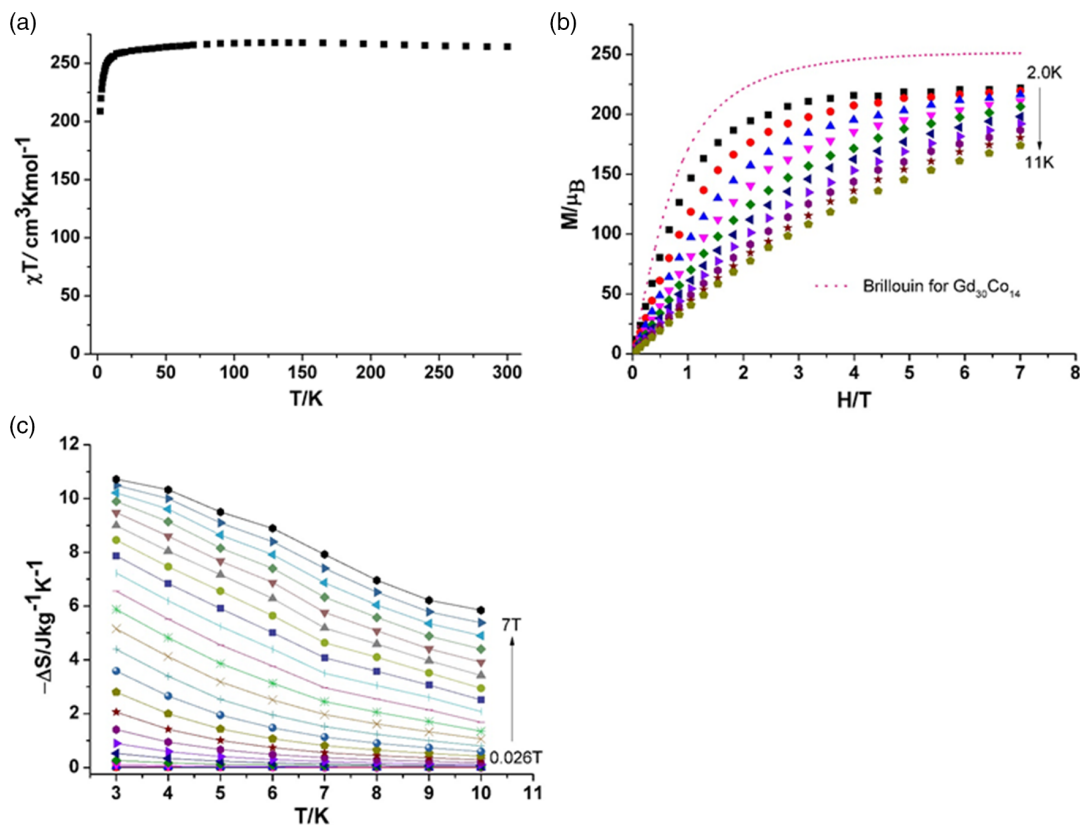 (a)
300
250
200
150
100
50
0
χT/ cm³Kmol⁻¹
0 50 100 150 200 250 300
T/K
(b)
250
200
150
100
50
0
M/μB
2.0K
11K
Brillouin for Gd₃₀Co₁₄
0 1 2 3 4 5 6 7 8
H/T
(c)
12
10
8
6
4
2
0
−ΔS/Jkg⁻¹K⁻¹
7T
0.026T
3 4 5 6 7 8 9 10 11
T/K